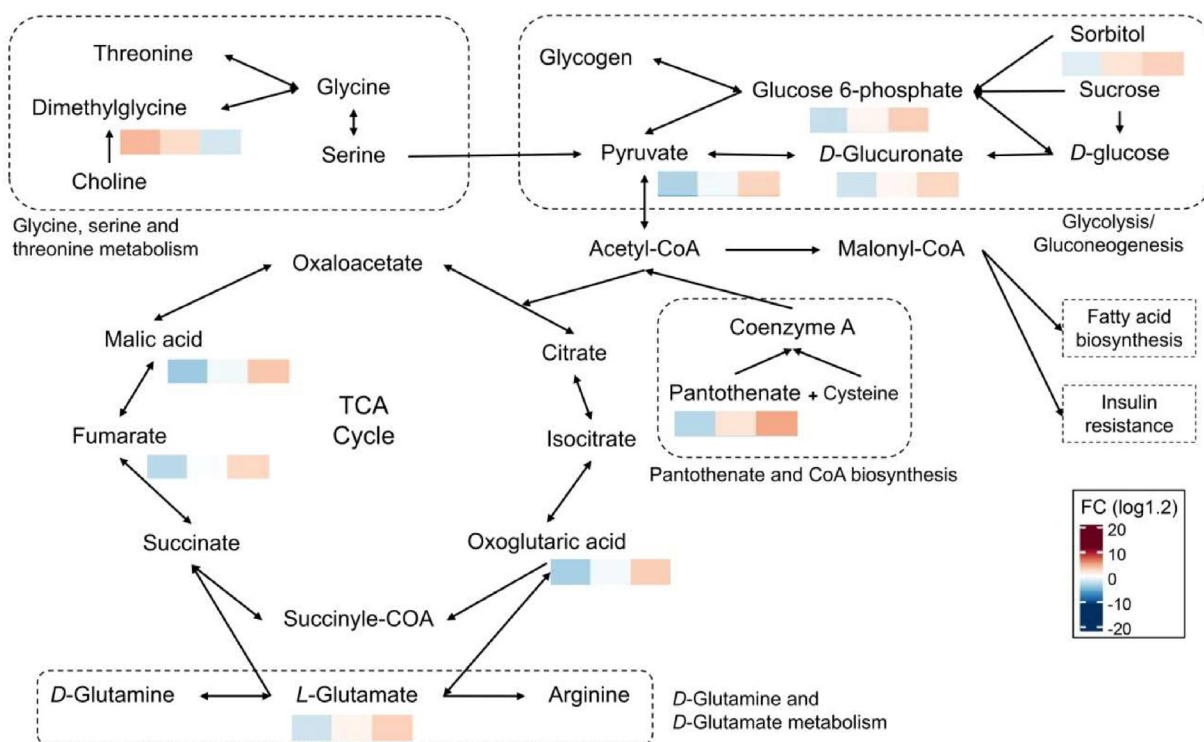 Threonine
Dimethylglycine
Glycine
Choline
Serine
Glycine, serine and
threonine metabolism
Glycogen
Sorbitol
Glucose 6-phosphate
Sucrose
Pyruvate
D-Glucuronate
D-glucose
Glycolysis/
Gluconeogenesis
Oxaloacetate
Acetyl-CoA
Malonyl-CoA
Malic acid
Citrate
Coenzyme A
Fatty acid
biosynthesis
TCA
Cycle
Pantothenate + Cysteine
Insulin
resistance
Fumarate
Isocitrate
Pantothenate and CoA biosynthesis
Succinate
Oxoglutaric acid
FC (log1.2)
20
10
0
-10
-20
Succinyle-COA
D-Glutamine
L-Glutamate
Arginine
D-Glutamine and
D-Glutamate metabolism